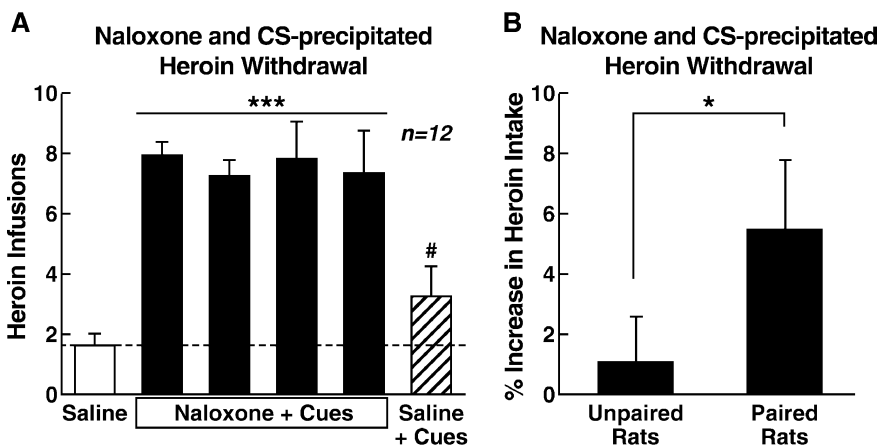 A
Naloxone and CS-precipitated
Heroin Withdrawal
Heroin Infusions
10
8
6
4
2
0
***
n=12
#
Saline
Naloxone + Cues
Saline
+ Cues
B
Naloxone and CS-precipitated
Heroin Withdrawal
% Increase in Heroin Intake
10
8
6
4
2
0
*
Unpaired
Rats
Paired
Rats